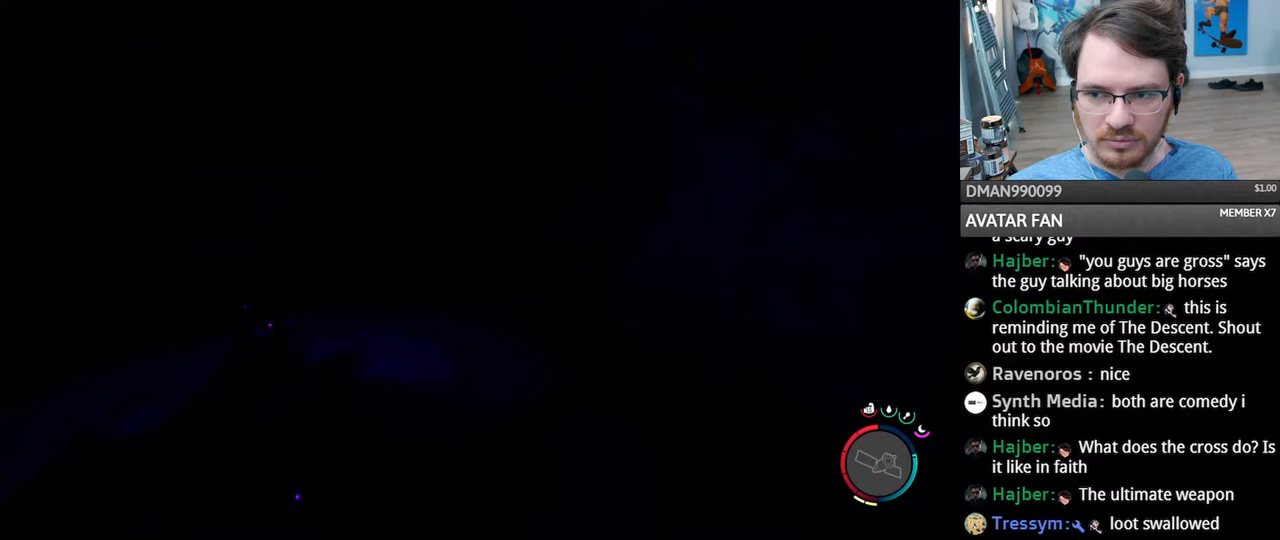 DMAN990099
$1.00
AVATAR FAN
MEMBER X7
a scary guy
Hajber: "you guys are gross" says
the guy talking about big horses
ColombianThunder: this is
reminding me of The Descent. Shout
out to the movie The Descent.
Ravenoros : nice
Synth Media: both are comedy i
think so
Hajber: What does the cross do? Is
it like in faith
Hajber: The ultimate weapon
Tressym: loot swallowed